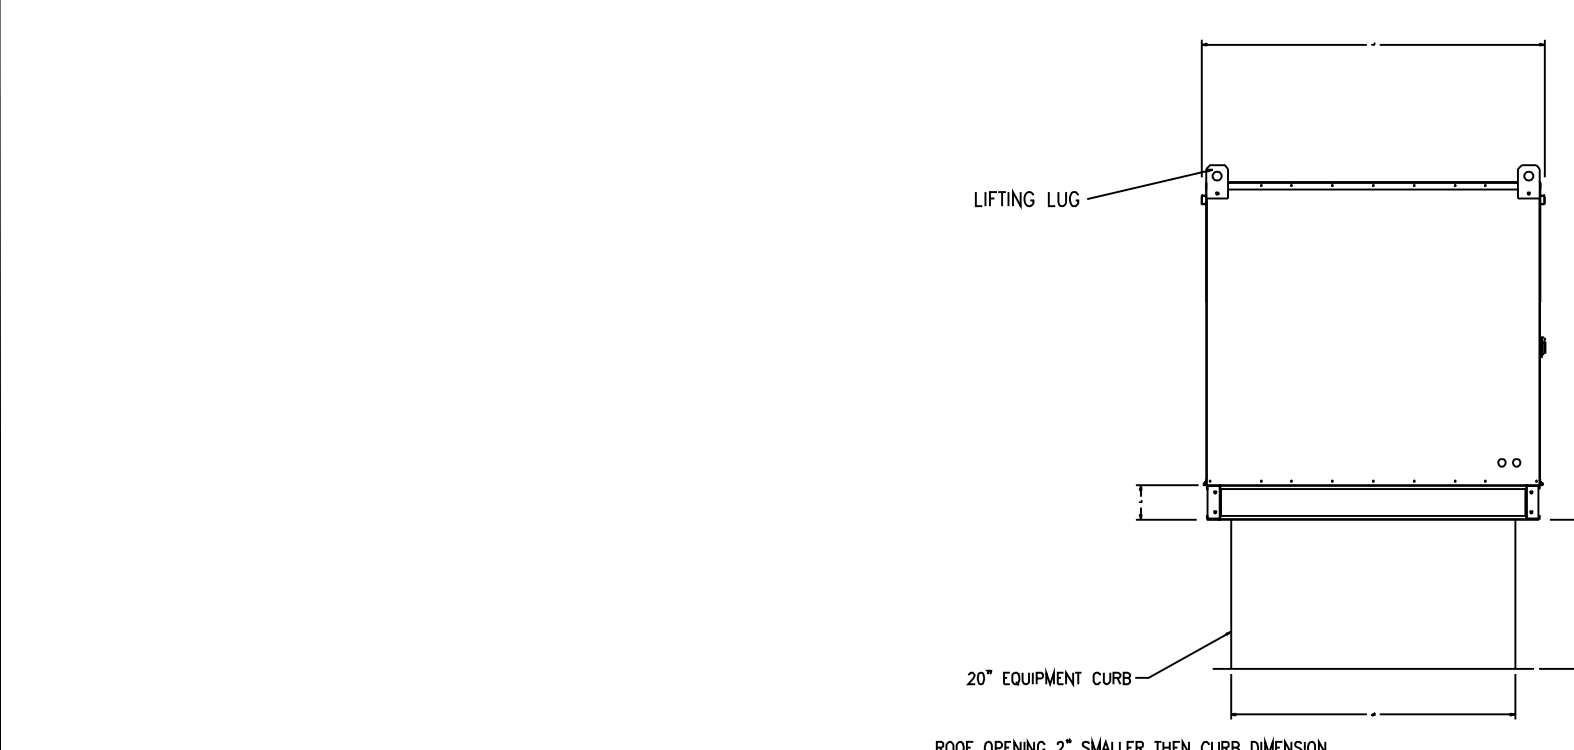 LIFTING LUG
20" EQUIPMENT CURB
ROOF OPENING 2" SMALLER THEN CURB DIMENSION